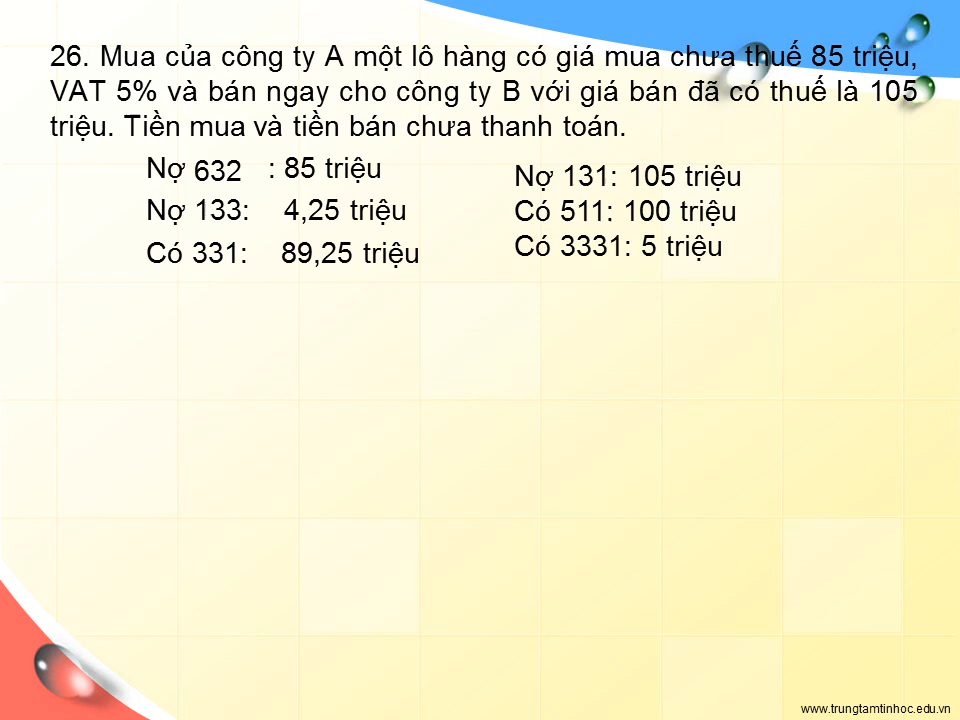 26. Mua của công ty A một lô hàng có giá mua chưa thuế 85 triệu,
VAT 5% và bán ngay cho công ty B với giá bán đã có thuế là 105
triệu. Tiền mua và tiền bán chưa thanh toán.
Nợ 632 : 85 triệu
Nợ 133: 4,25 triệu
Có 331: 89,25 triệu
Nợ 131: 105 triệu
Có 511: 100 triệu
Có 3331: 5 triệu
www.trungtamtinhoc.edu.vn